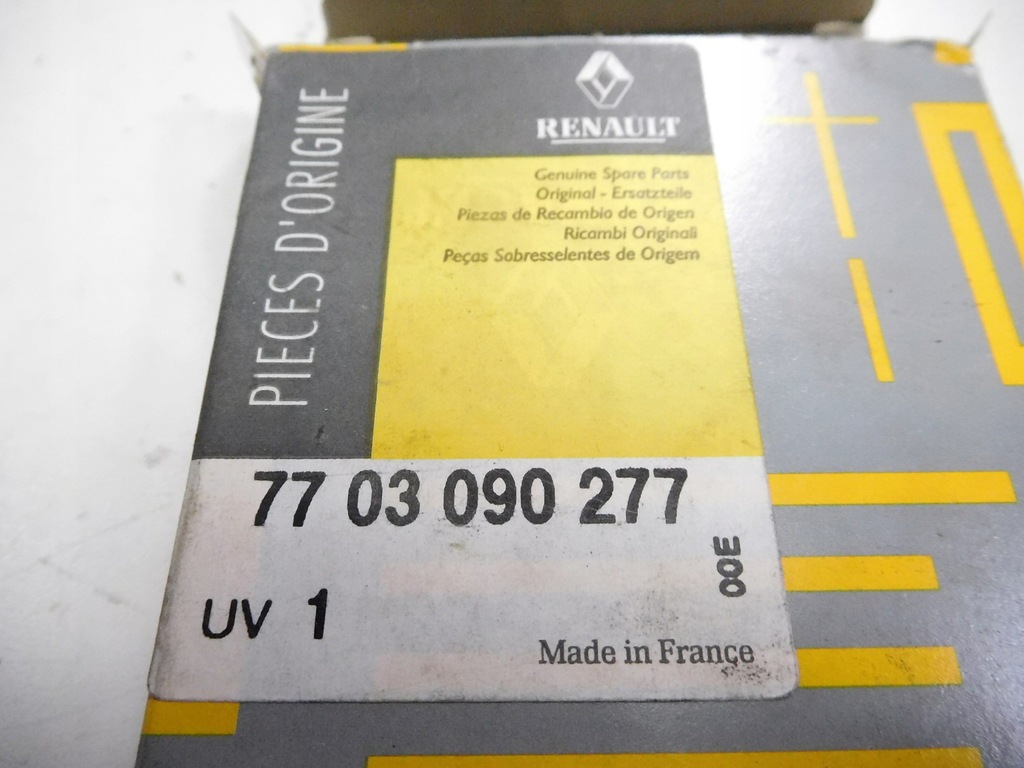 PIECES D'ORIGINE
RENAULT
Genuine Spare Parts
Original - Ersatzteile
Piezas de Recambio de Origen
Ricambi Originali
Peças Sobresselentes de Origem
77 03 090 277
00E
UV 1
Made in France